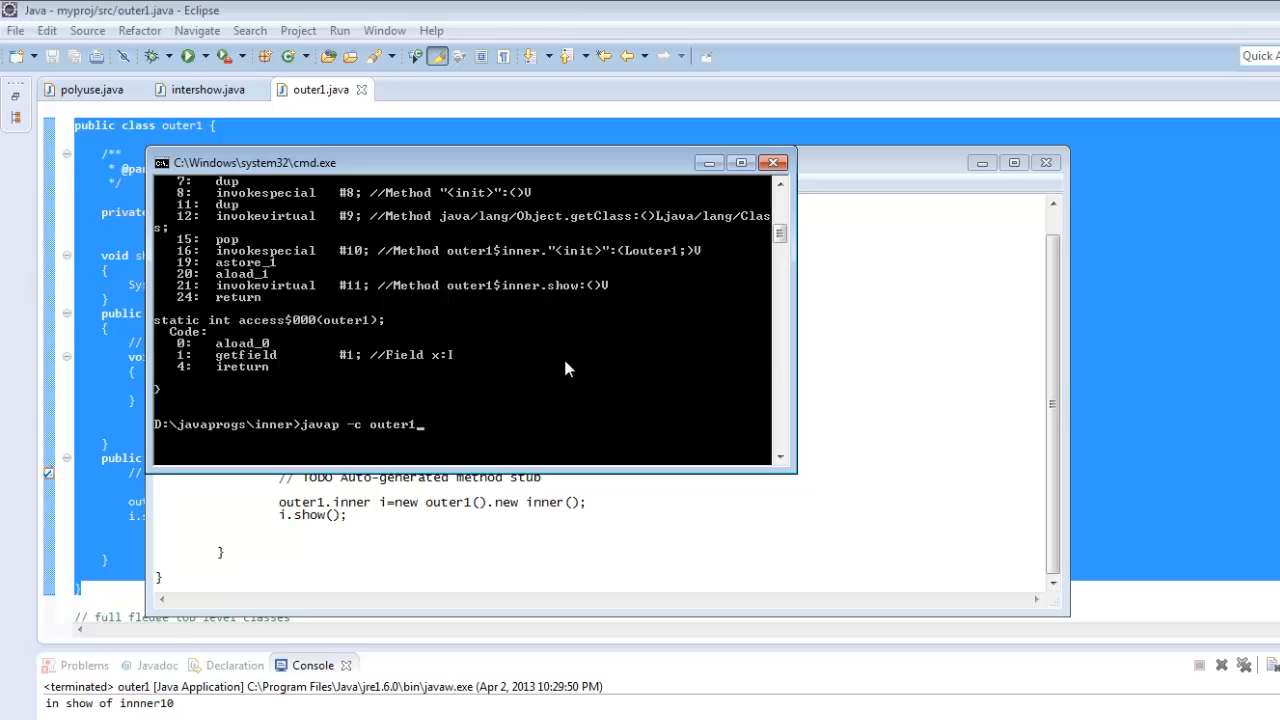 Java - myproj/src/outer1.java - Eclipse
File Edit Source Refactor Navigate Search Project Run Window Help
Quick A
polyuse.java intershow.java outer1.java
public class outer1 {
/**
* @par
*/
privat
void sh
{
Sy
}
public
{
//
vo
{
}
}
public
//
ou
i.
}
}
// full fledge top level classes
C:\Windows\system32\cmd.exe
7: dup
8: invokespecial #8; //Method "<init>":()V
11: dup
12: invokevirtual #9; //Method java/lang/Object.getClass:()Ljava/lang/Clas
s;
15: pop
16: invokespecial #10; //Method outer1$inner."<init>":(Louter1;)V
19: astore_1
20: aload_1
21: invokevirtual #11; //Method outer1$inner.show:()V
24: return
static int access$000(outer1);
Code:
0: aload_0
1: getfield #1; //Field x:I
4: ireturn
}
D:\javaprogs\inner>javap -c outer1_
// TODO Auto-generated method stub
outer1.inner i=new outer1().new inner();
i.show();
}
}
Problems @ Javadoc Declaration Console
<terminated> outer1 [Java Application] C:\Program Files\Java\jre1.6.0\bin\javaw.exe (Apr 2, 2013 10:29:50 PM)
in show of innner10